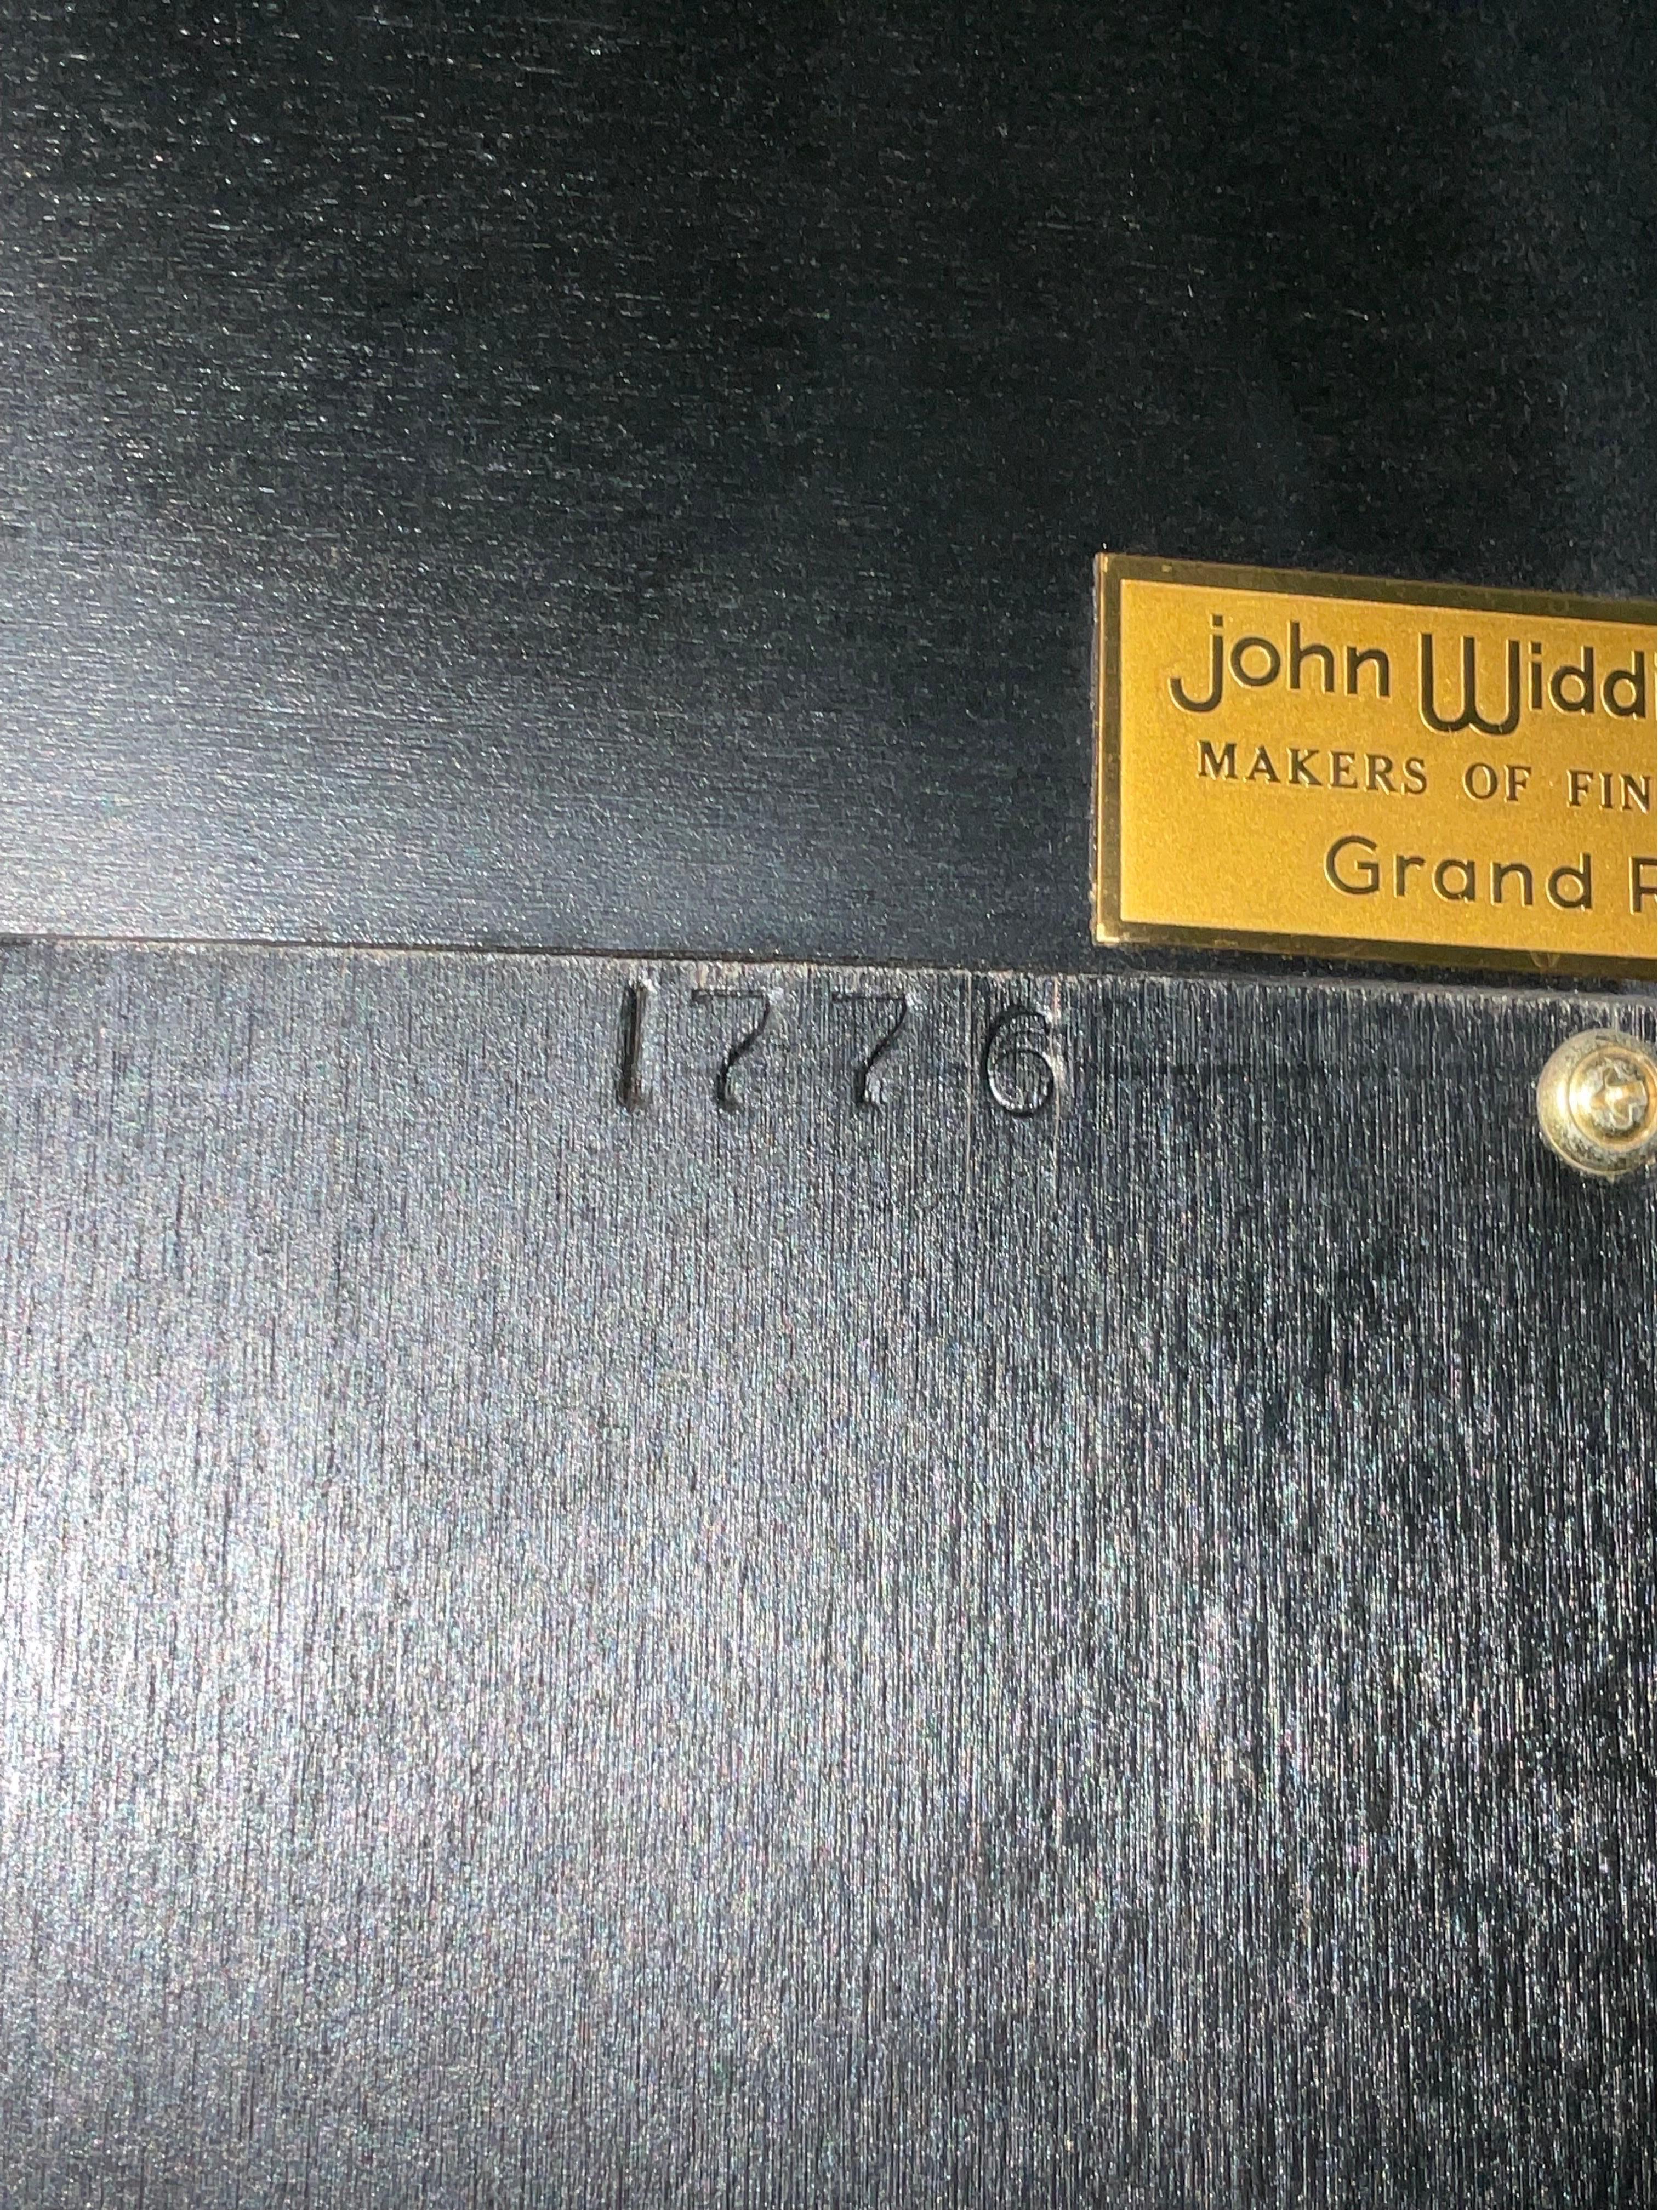 john Widdi
MAKERS OF FIN
Grand R
1776